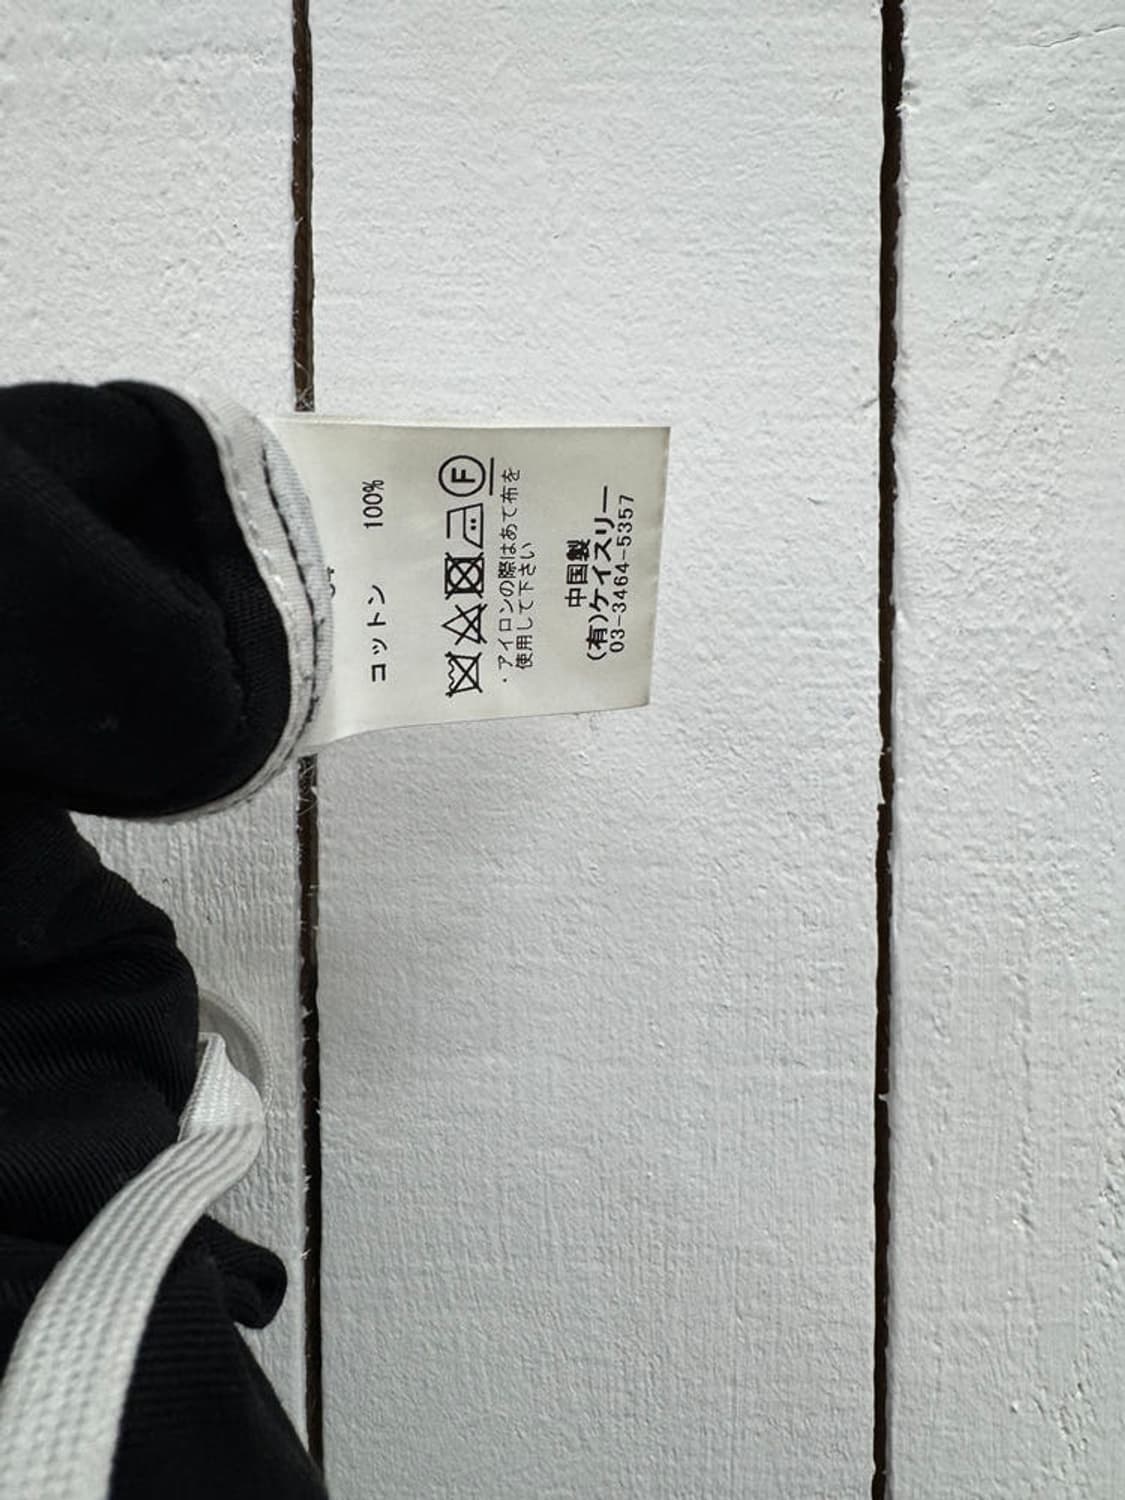 コットン 100%
F
・アイロンの際はあて布を
使用して下さい
中国製
(有)ケイスリー
03-3464-5357